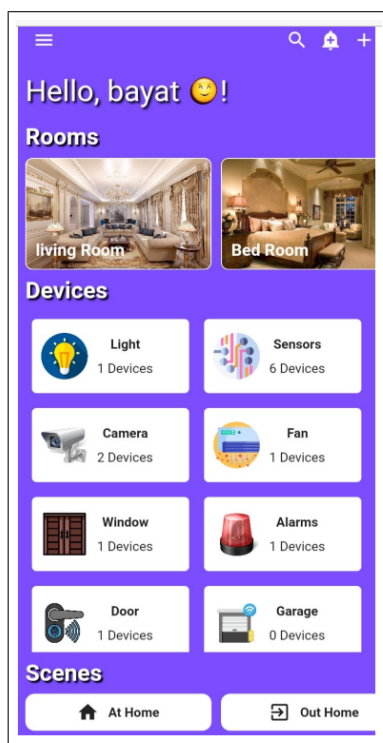 Hello, bayat 😊!
Rooms
living Room
Bed Room
Devices
Light
1 Devices
Sensors
6 Devices
Camera
2 Devices
Fan
1 Devices
Window
1 Devices
Alarms
1 Devices
Door
1 Devices
Garage
0 Devices
Scenes
At Home
Out Home